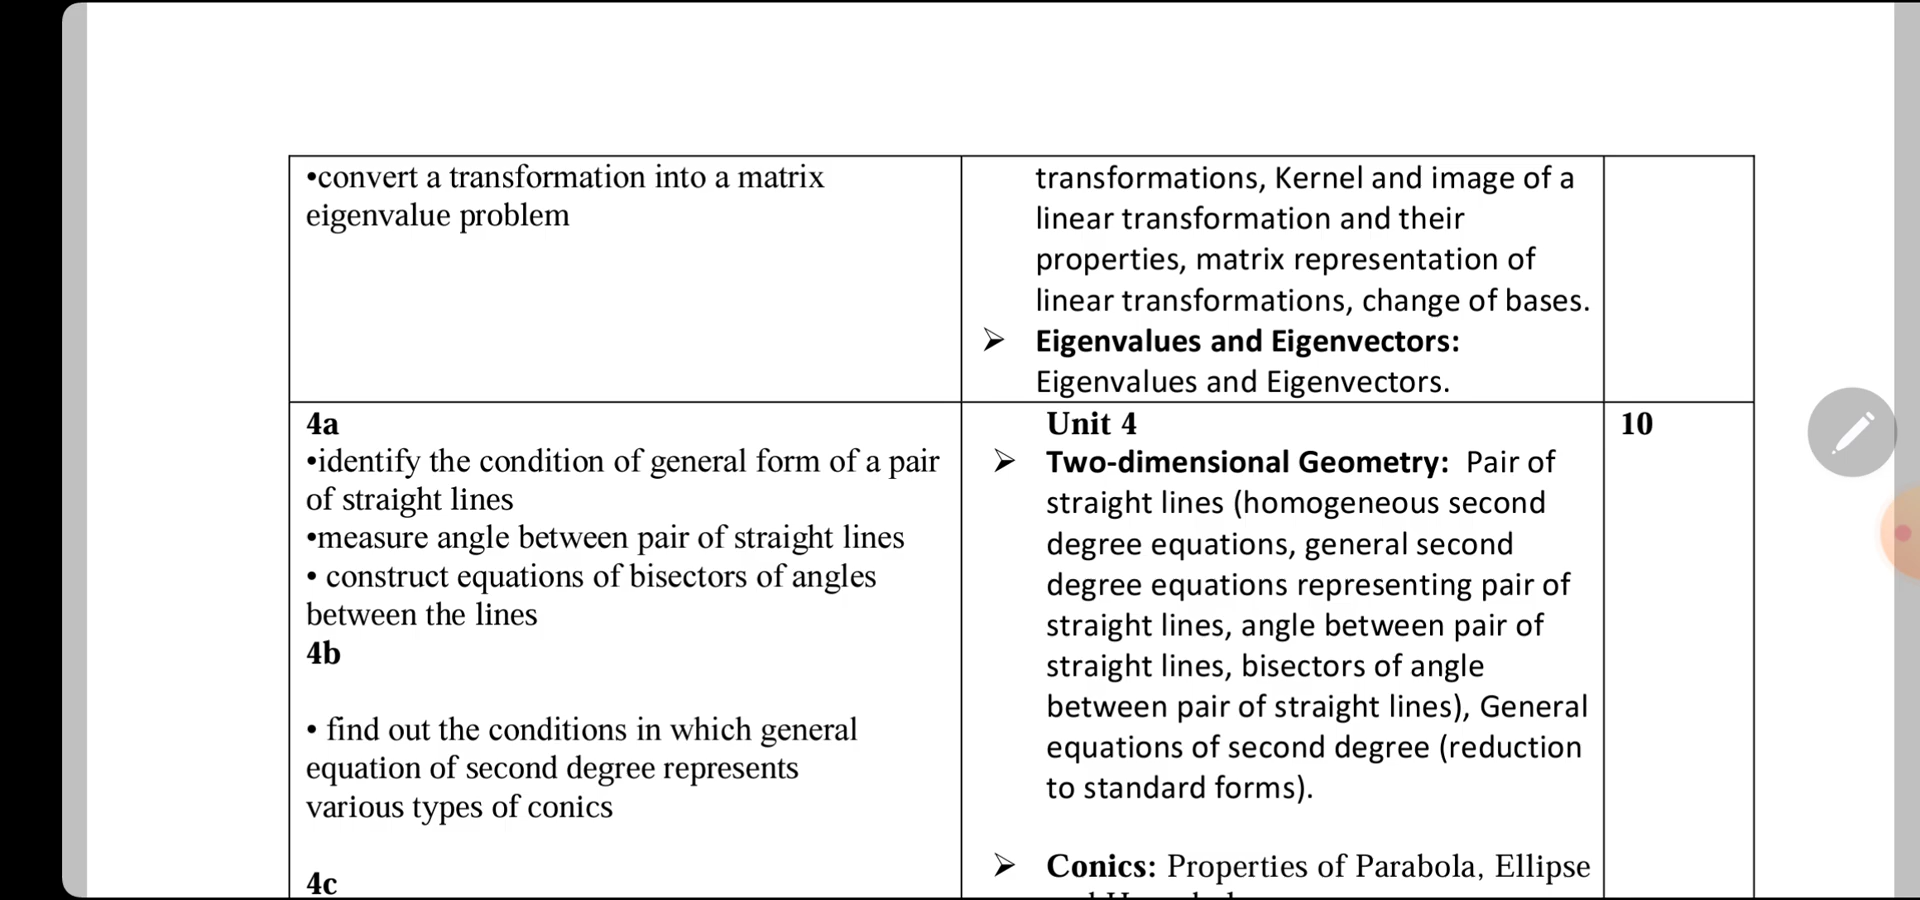 •convert a transformation into a matrix
eigenvalue problem
transformations, Kernel and image of a
linear transformation and their
properties, matrix representation of
linear transformations, change of bases.
➢ Eigenvalues and Eigenvectors:
Eigenvalues and Eigenvectors.
4a
•identify the condition of general form of a pair
of straight lines
•measure angle between pair of straight lines
• construct equations of bisectors of angles
between the lines
4b
• find out the conditions in which general
equation of second degree represents
various types of conics
4c
Unit 4
➢ Two-dimensional Geometry: Pair of
straight lines (homogeneous second
degree equations, general second
degree equations representing pair of
straight lines, angle between pair of
straight lines, bisectors of angle
between pair of straight lines), General
equations of second degree (reduction
to standard forms).
➢ Conics: Properties of Parabola, Ellipse
10